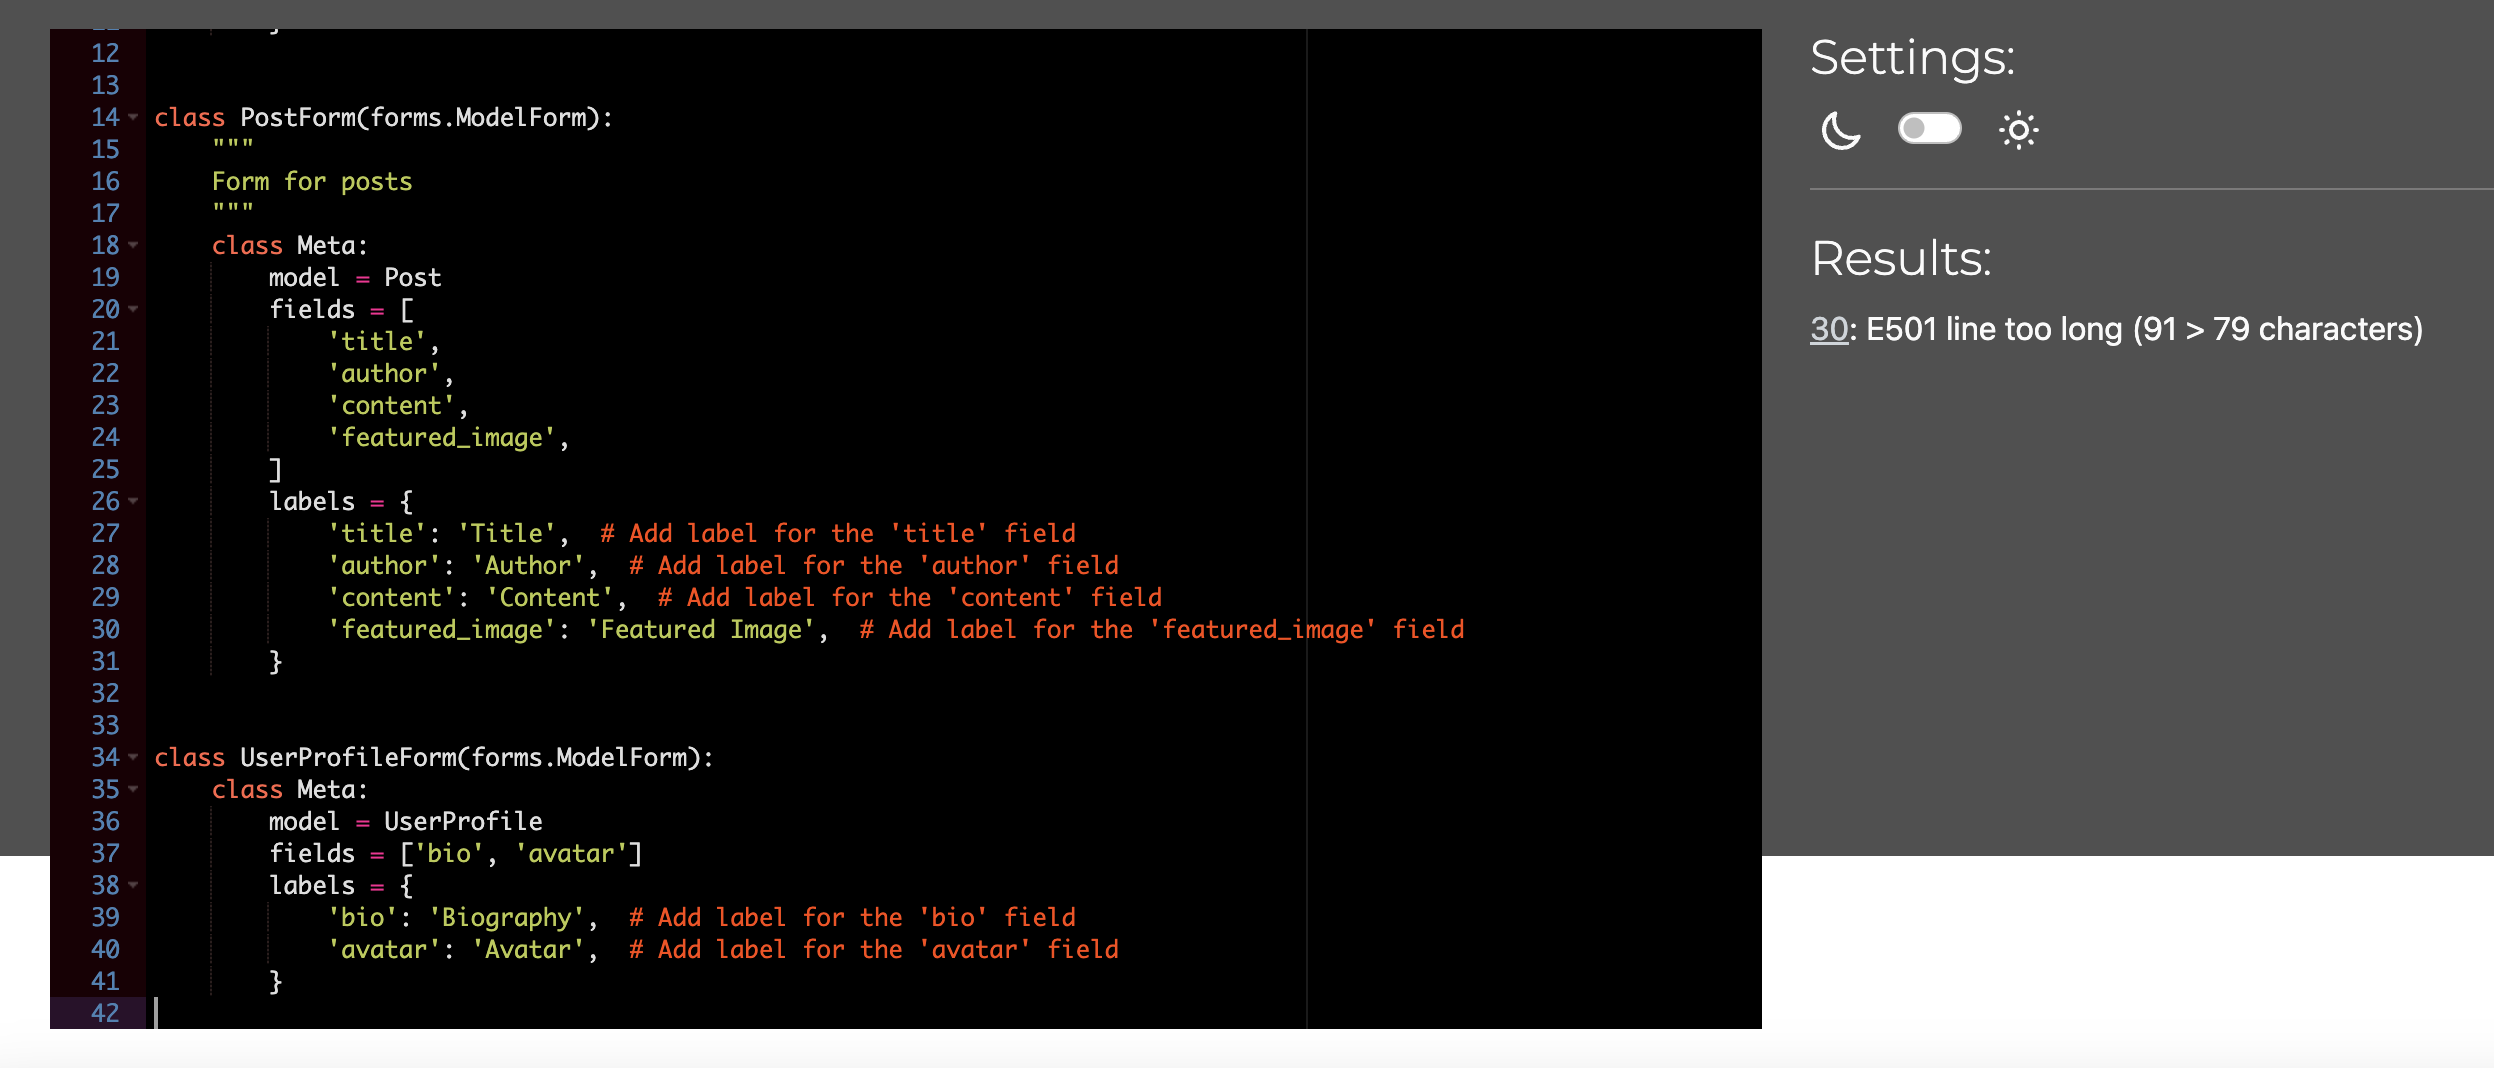 12
13
14 class PostForm(forms.ModelForm):
15     """
16     Form for posts
17     """
18     class Meta:
19         model = Post
20         fields = [
21             'title',
22             'author',
23             'content',
24             'featured_image',
25         ]
26         labels = {
27             'title': 'Title',  # Add label for the 'title' field
28             'author': 'Author',  # Add label for the 'author' field
29             'content': 'Content',  # Add label for the 'content' field
30             'featured_image': 'Featured Image',  # Add label for the 'featured_image' field
31         }
32
33
34 class UserProfileForm(forms.ModelForm):
35     class Meta:
36         model = UserProfile
37         fields = ['bio', 'avatar']
38         labels = {
39             'bio': 'Biography',  # Add label for the 'bio' field
40             'avatar': 'Avatar',  # Add label for the 'avatar' field
41         }
42
Settings:
Results:
30: E501 line too long (91 > 79 characters)